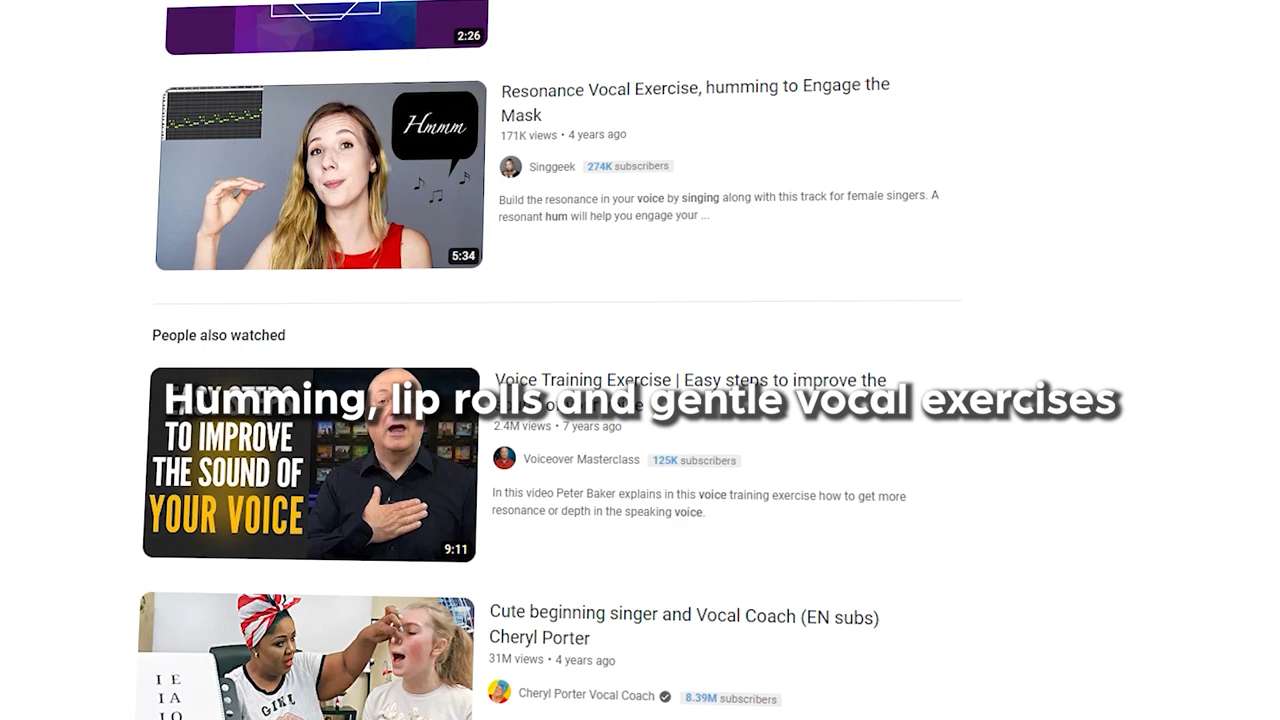 2:26
Hmmm
5:34
Resonance Vocal Exercise, humming to Engage the
Mask
171K views • 4 years ago
Singgeek 274K subscribers
Build the resonance in your voice by singing along with this track for female singers. A
resonant hum will help you engage your ...
People also watched
TO IMPROVE
THE SOUND OF
YOUR VOICE
9:11
Voice Training Exercise | Easy steps to improve the
Humming, lip rolls and gentle vocal exercises
2.4M views • 7 years ago
Voiceover Masterclass 125K subscribers
In this video Peter Baker explains in this voice training exercise how to get more
resonance or depth in the speaking voice.
I E
I A
I O
GIRL
Cute beginning singer and Vocal Coach (EN subs)
Cheryl Porter
31M views • 4 years ago
Cheryl Porter Vocal Coach 8.39M subscribers